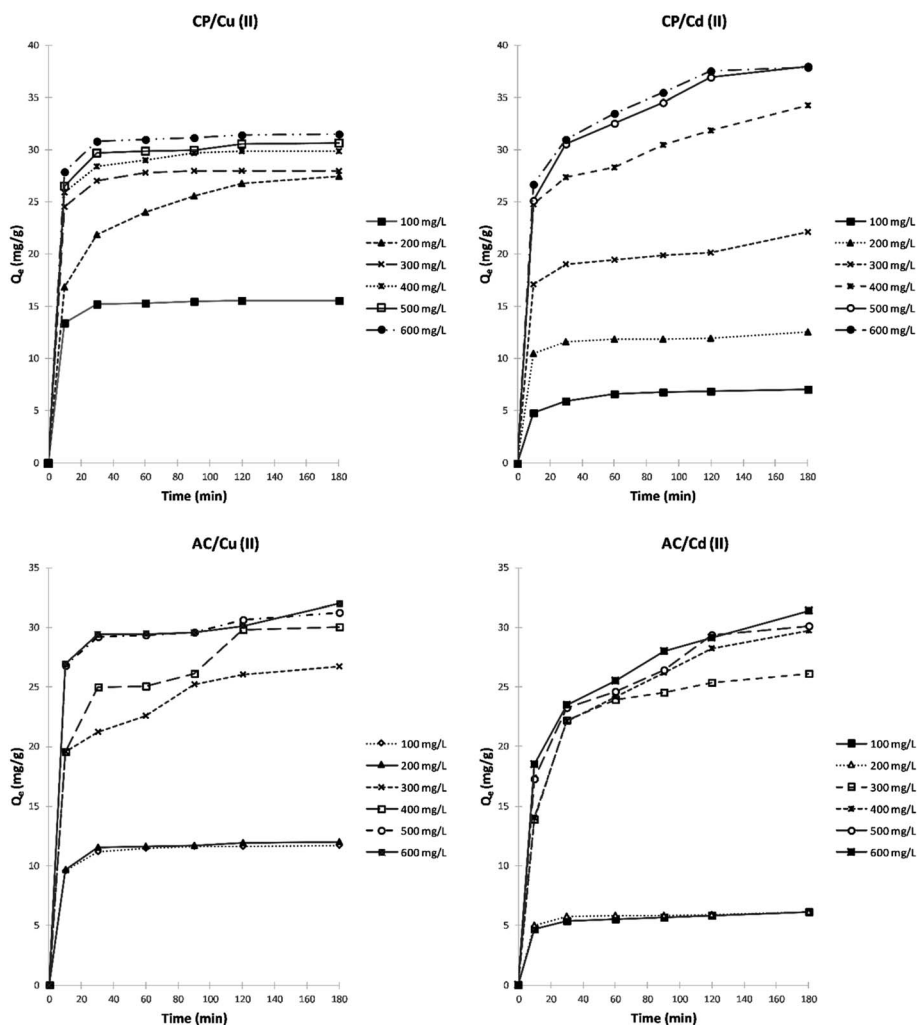 CP/Cu (II)
40
35
30
25
20
15
10
5
0
Qe (mg/g)
0 20 40 60 80 100 120 140 160 180
Time (min)
100 mg/L
200 mg/L
300 mg/L
400 mg/L
500 mg/L
600 mg/L
CP/Cd (II)
40
35
30
25
20
15
10
5
0
Qe (mg/g)
0 20 40 60 80 100 120 140 160 180
Time (min)
100 mg/L
200 mg/L
300 mg/L
400 mg/L
500 mg/L
600 mg/L
AC/Cu (II)
35
30
25
20
15
10
5
0
Qe (mg/g)
0 20 40 60 80 100 120 140 160 180
Time (min)
100 mg/L
200 mg/L
300 mg/L
400 mg/L
500 mg/L
600 mg/L
AC/Cd (II)
35
30
25
20
15
10
5
0
Qe (mg/g)
0 20 40 60 80 100 120 140 160 180
Time (min)
100 mg/L
200 mg/L
300 mg/L
400 mg/L
500 mg/L
600 mg/L